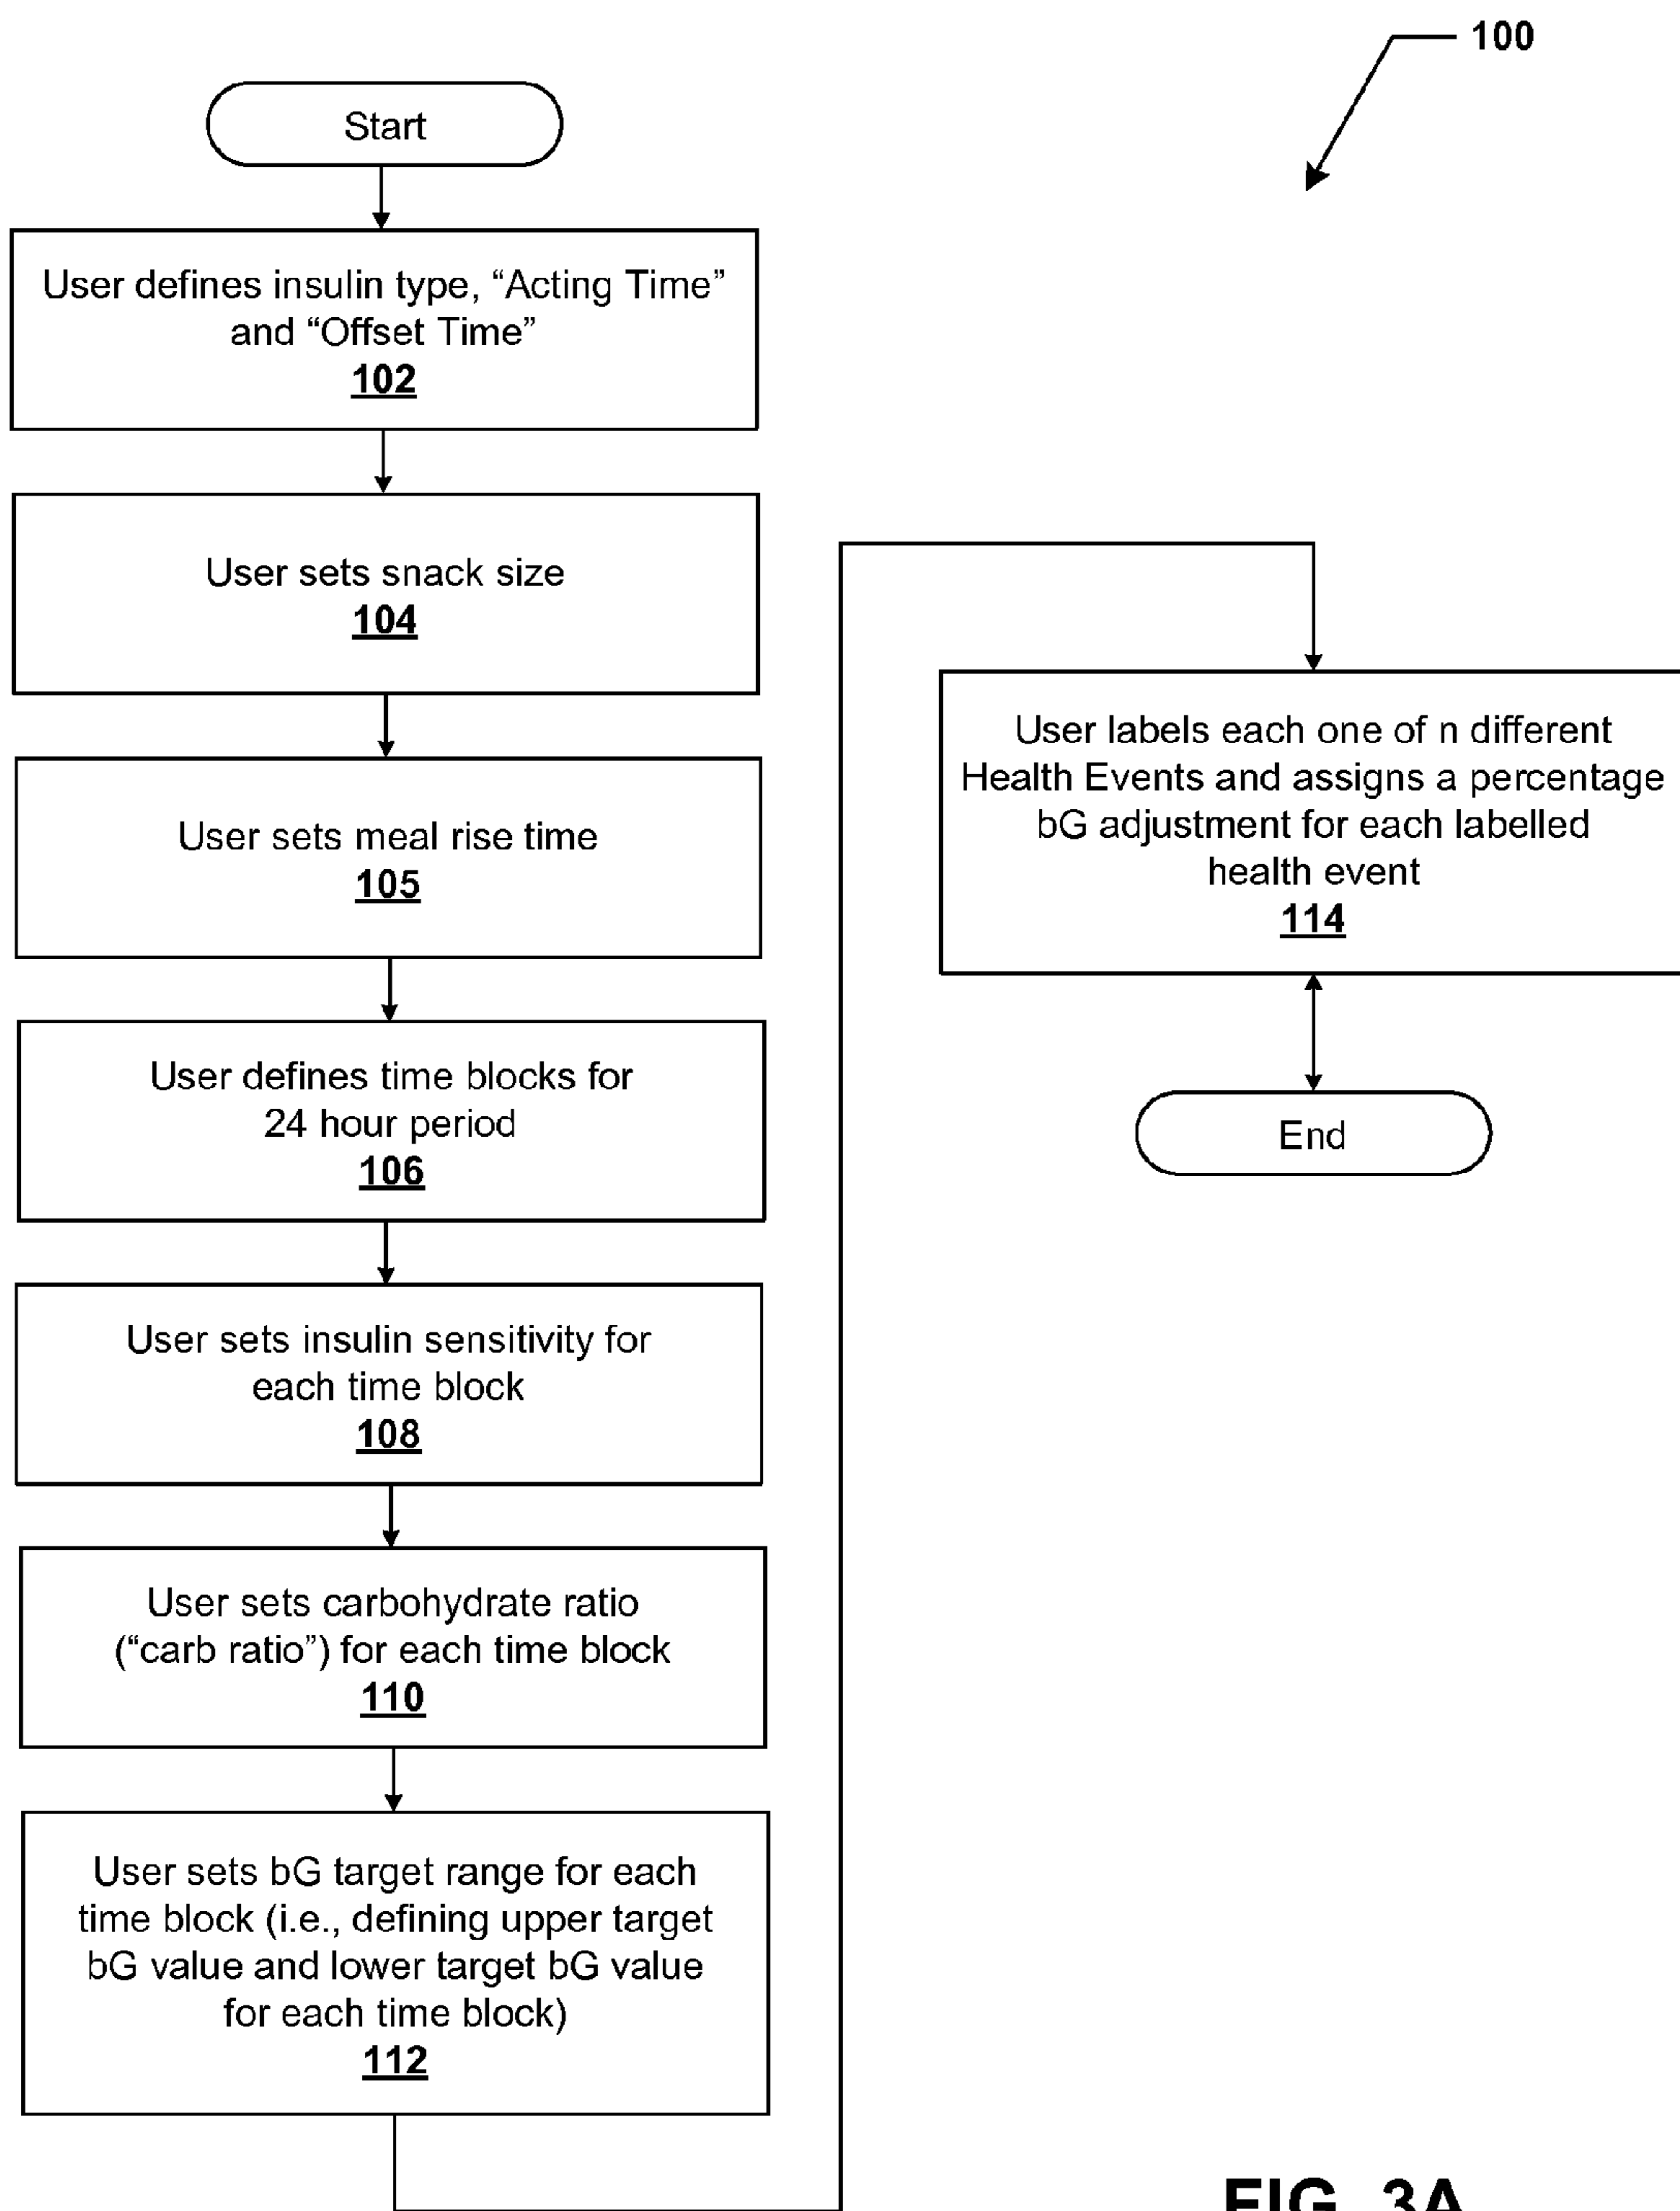 100
Start
User defines insulin type, “Acting Time”
and “Offset Time”
102
User sets snack size
104
User sets meal rise time
105
User defines time blocks for
24 hour period
106
User sets insulin sensitivity for
each time block
108
User sets carbohydrate ratio
(“carb ratio”) for each time block
110
User sets bG target range for each
time block (i.e., defining upper target
bG value and lower target bG value
for each time block)
112
User labels each one of n different
Health Events and assigns a percentage
bG adjustment for each labelled
health event
114
End
FIG. 3A